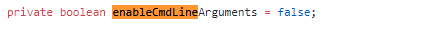 private boolean enableCmdLineArguments = false;